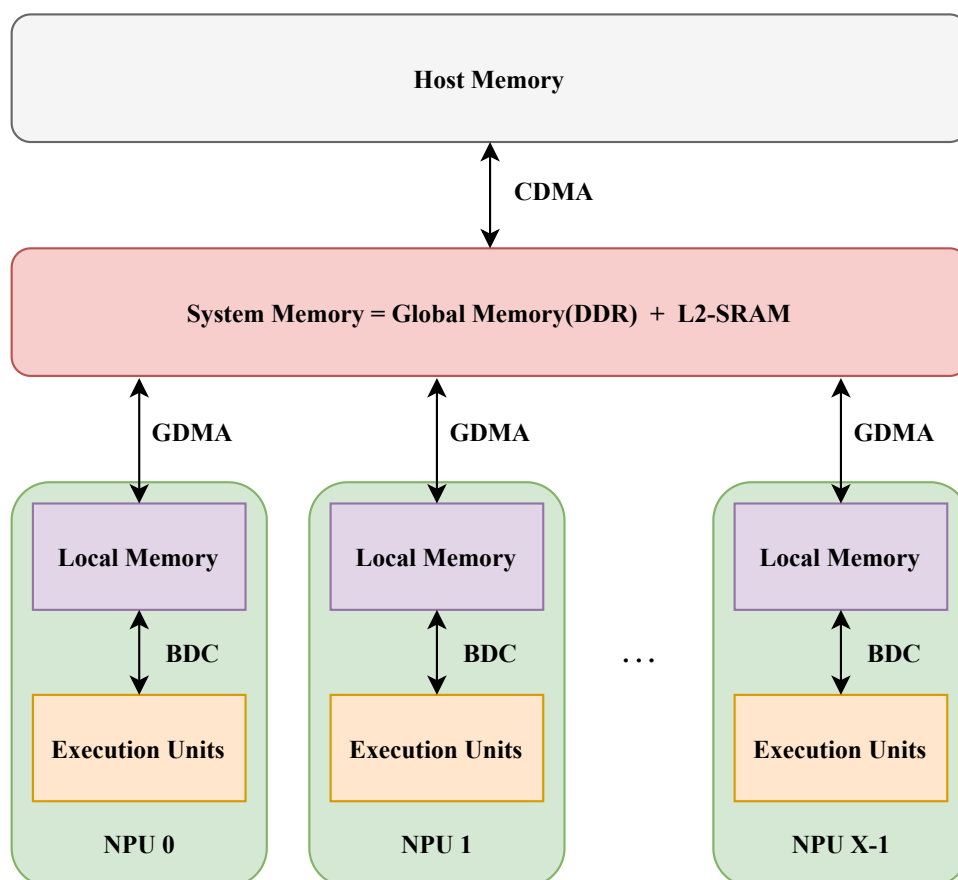 Host Memory
CDMA
System Memory = Global Memory(DDR) + L2-SRAM
GDMA GDMA GDMA
Local Memory Local Memory Local Memory
BDC BDC ... BDC
Execution Units Execution Units Execution Units
NPU 0 NPU 1 NPU X-1